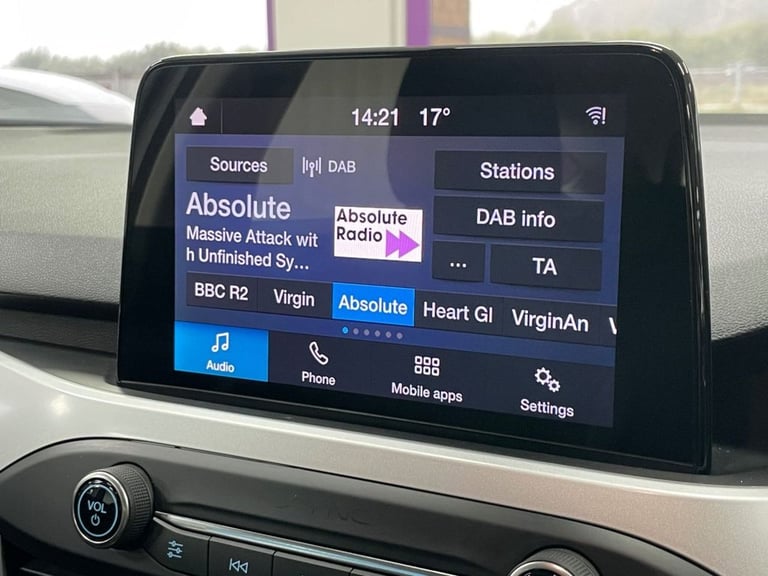 14:21 17°
Sources DAB Stations
Absolute
Massive Attack wit
h Unfinished Sy...
Absolute
Radio
DAB info
... TA
BBC R2 Virgin Absolute Heart Gl VirginAn V
Audio Phone Mobile apps Settings
VOL
SYNC